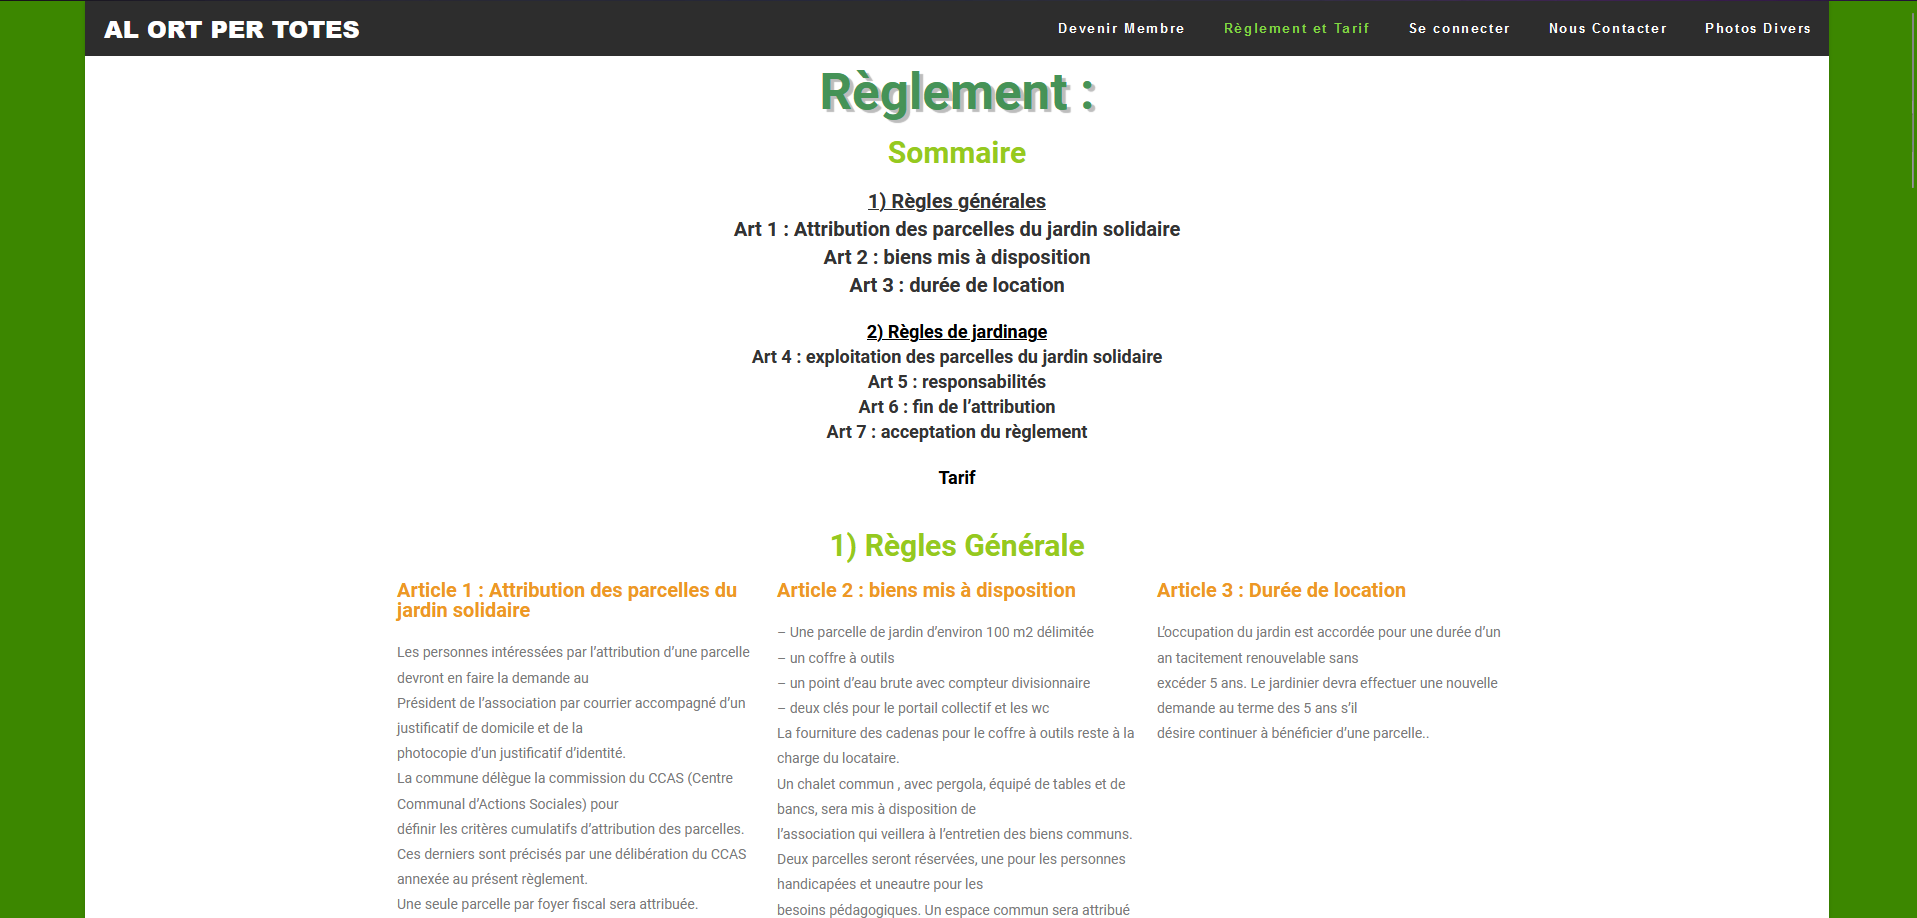 AL ORT PER TOTES
Devenir Membre
Règlement et Tarif
Se connecter
Nous Contacter
Photos Divers
Règlement :
Sommaire
1) Règles générales
Art 1 : Attribution des parcelles du jardin solidaire
Art 2 : biens mis à disposition
Art 3 : durée de location
2) Règles de jardinage
Art 4 : exploitation des parcelles du jardin solidaire
Art 5 : responsabilités
Art 6 : fin de l’attribution
Art 7 : acceptation du règlement
Tarif
1) Règles Générale
Article 1 : Attribution des parcelles du
jardin solidaire
Les personnes intéressées par l’attribution d’une parcelle
devront en faire la demande au
Président de l’association par courrier accompagné d’un
justificatif de domicile et de la
photocopie d’un justificatif d’identité.
La commune délègue la commission du CCAS (Centre
Communal d’Actions Sociales) pour
définir les critères cumulatifs d’attribution des parcelles.
Ces derniers sont précisés par une délibération du CCAS
annexée au présent règlement.
Une seule parcelle par foyer fiscal sera attribuée.
Article 2 : biens mis à disposition
– Une parcelle de jardin d’environ 100 m2 délimitée
– un coffre à outils
– un point d’eau brute avec compteur divisionnaire
– deux clés pour le portail collectif et les wc
La fourniture des cadenas pour le coffre à outils reste à la
charge du locataire.
Un chalet commun , avec pergola, équipé de tables et de
bancs, sera mis à disposition de
l’association qui veillera à l’entretien des biens communs.
Deux parcelles seront réservées, une pour les personnes
handicapées et uneautre pour les
besoins pédagogiques. Un espace commun sera attribué
Article 3 : Durée de location
L’occupation du jardin est accordée pour une durée d’un
an tacitement renouvelable sans
excéder 5 ans. Le jardinier devra effectuer une nouvelle
demande au terme des 5 ans s’il
désire continuer à bénéficier d’une parcelle..